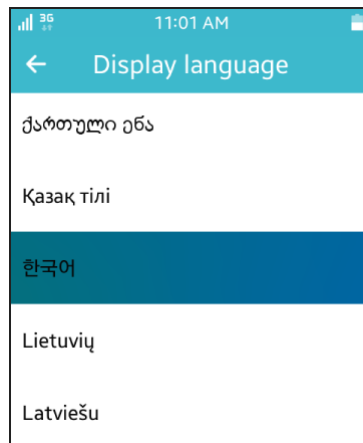 3G
11:01 AM
Display language
ქართული ენა
Қазақ тілі
한국어
Lietuvių
Latviešu